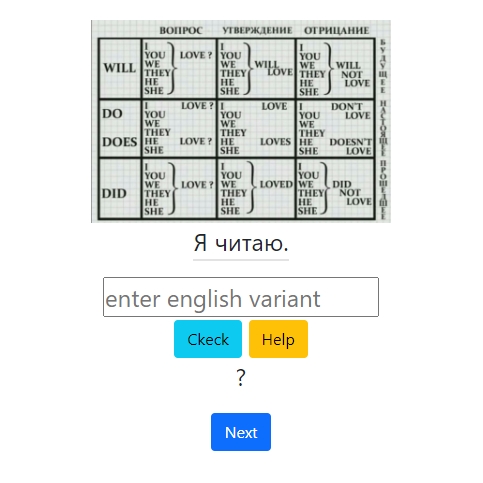 ВОПРОС УТВЕРЖДЕНИЕ ОТРИЦАНИЕ
WILL
I
YOU
WE
THEY
HE
SHE
LOVE ?
I
YOU
WE
THEY
HE
SHE
WILL
LOVE
I
YOU
WE
THEY
HE
SHE
WILL
NOT
LOVE
БУДУЩЕЕ
DO
DOES
I
YOU
WE
THEY
HE
SHE
LOVE ?
LOVE ?
I
YOU
WE
THEY
HE
SHE
LOVE
LOVES
I
YOU
WE
THEY
HE
SHE
DON'T
LOVE
DOESN'T
LOVE
НАСТОЯЩЕЕ
DID
I
YOU
WE
THEY
HE
SHE
LOVE ?
I
YOU
WE
THEY
HE
SHE
LOVED
I
YOU
WE
THEY
HE
SHE
DID
NOT
LOVE
ПРОШЕДШЕЕ
Я читаю.
enter english variant
Ckeck Help
?
Next